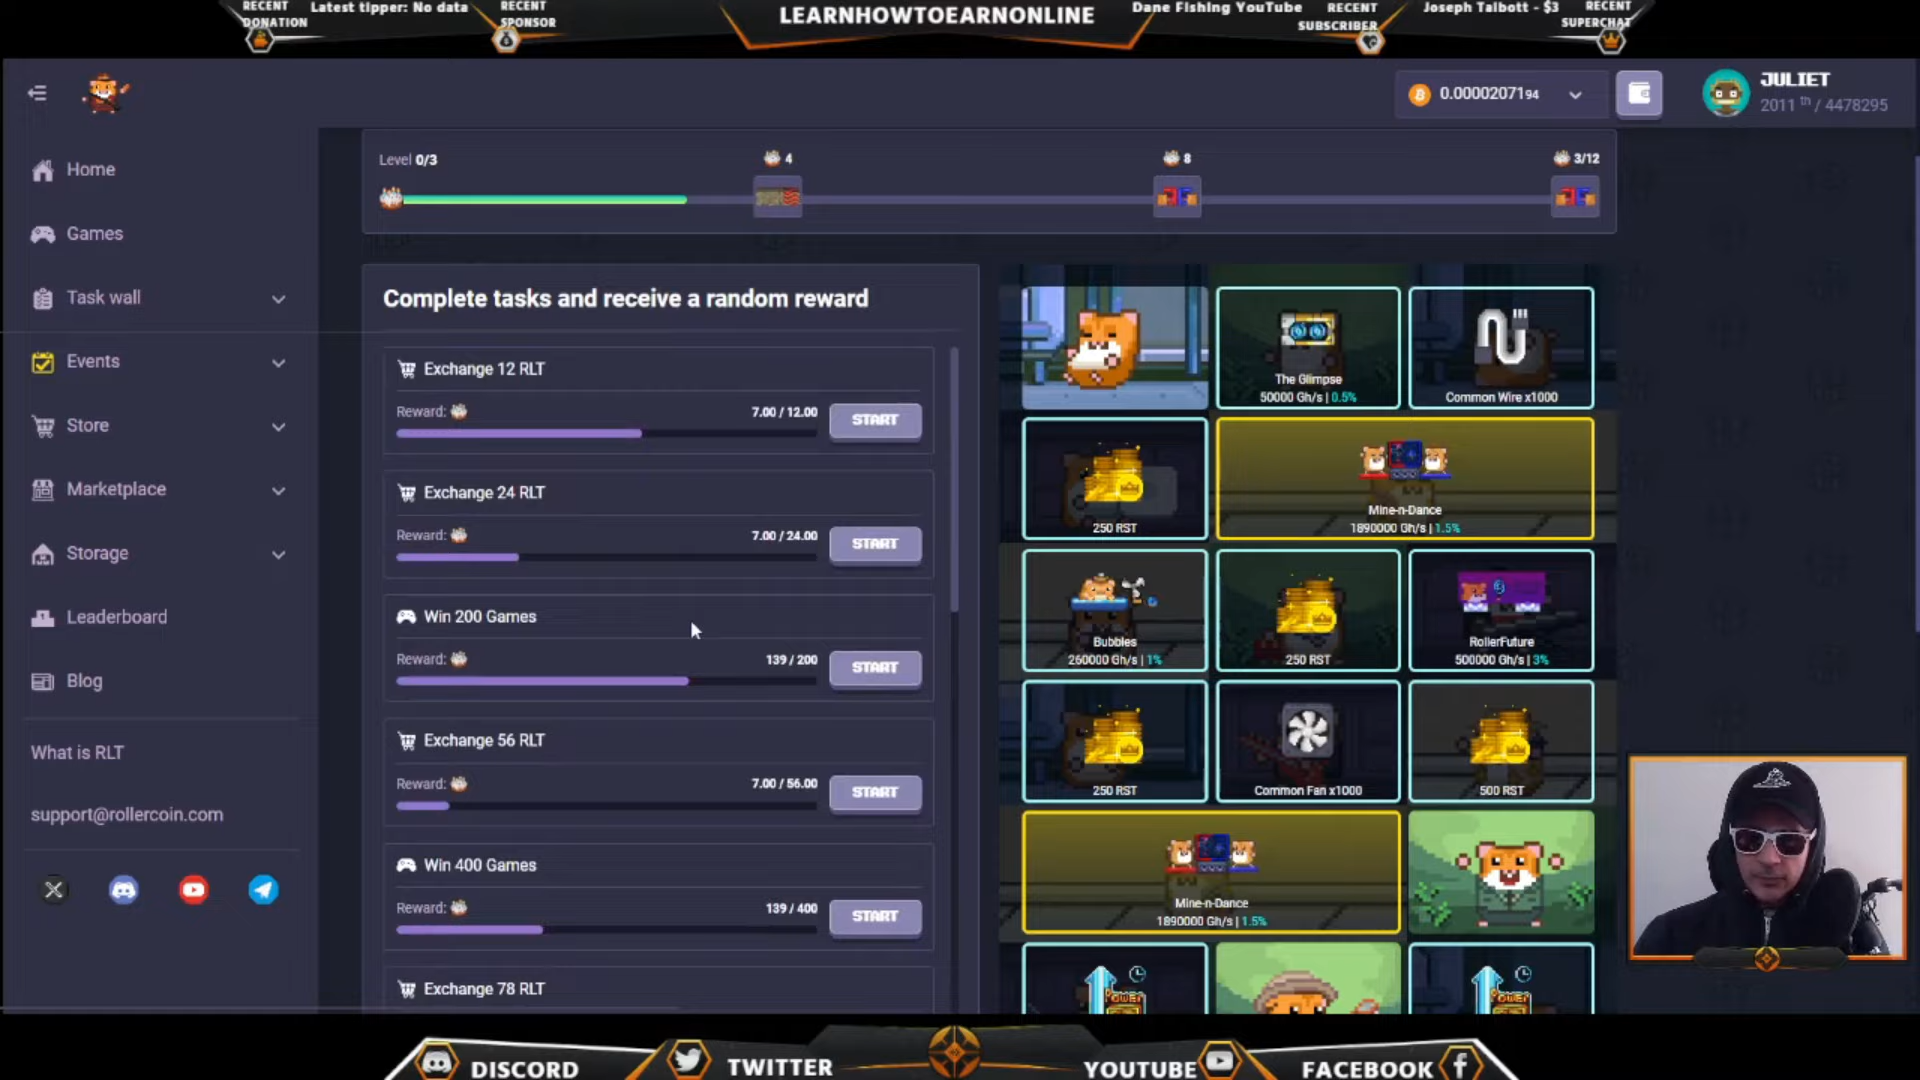 RECENT
DONATION
Latest tipper: No data
RECENT
SPONSOR
LEARNHOWTOEARNONLINE
Dane Fishing YouTube
RECENT
SUBSCRIBER
Joseph Talbott - $3
RECENT
SUPERCHAT
0.0000207194
JULIET
2011 th / 4478295
Home
Games
Task wall
Events
Store
Marketplace
Storage
Leaderboard
Blog
What is RLT
support@rollercoin.com
Level 0/3
4
8
3/12
Complete tasks and receive a random reward
Exchange 12 RLT
Reward:
7.00 / 12.00
START
Exchange 24 RLT
Reward:
7.00 / 24.00
START
Win 200 Games
Reward:
139 / 200
START
Exchange 56 RLT
Reward:
7.00 / 56.00
START
Win 400 Games
Reward:
139 / 400
START
Exchange 78 RLT
The Glimpse
50000 Gh/s | 0.5%
Common Wire x1000
250 RST
Mine-n-Dance
1890000 Gh/s | 1.5%
Bubbles
260000 Gh/s | 1%
250 RST
RollerFuture
500000 Gh/s | 3%
250 RST
Common Fan x1000
500 RST
Mine-n-Dance
1890000 Gh/s | 1.5%
POWER
POWER
DISCORD
TWITTER
YOUTUBE
FACEBOOK